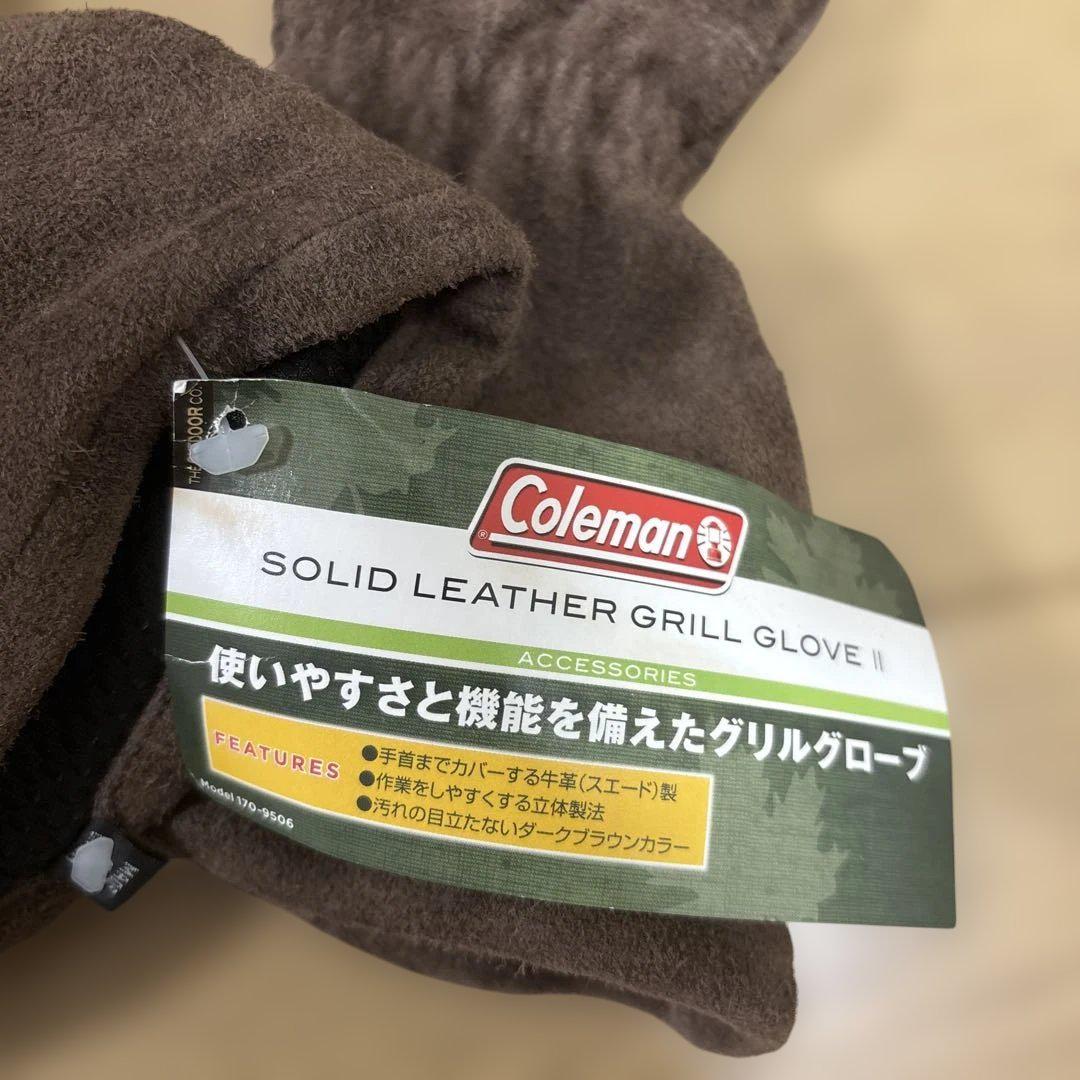 THE OUTDOOR CO.
Coleman
®
SOLID LEATHER GRILL GLOVE II
ACCESSORIES
使いやすさと機能を備えたグリルグローブ
FEATURES
●手首までカバーする牛革(スエード)製
●作業をしやすくする立体製法
●汚れの目立たないダークブラウンカラー
Model 170-9506